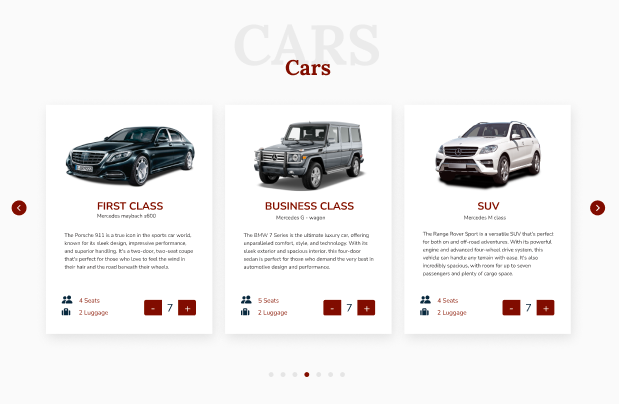 CARS
Cars
FIRST CLASS
Mercedes maybach s600
The Porsche 911 is a true icon in the sports car world,
known for its sleek design, impressive performance,
and superior handling. It's a two-door, two-seat coupe
that's perfect for those who love to feel the wind in
their hair and the road beneath their wheels.
4 Seats
2 Luggage
- 7 +
BUSINESS CLASS
Mercedes G - wagon
The BMW 7 Series is the ultimate luxury car, offering
unparalleled comfort, style, and technology. With its
sleek exterior and spacious interior, this four-door
sedan is perfect for those who demand the very best in
automotive design and performance.
5 Seats
2 Luggage
- 7 +
SUV
Mercedes M class
The Range Rover Sport is a versatile SUV that's perfect
for both on and off-road adventures. With its powerful
engine and advanced four-wheel drive system, this
vehicle can handle any terrain with ease. It's also
incredibly spacious, with room for up to seven
passengers and plenty of cargo space.
4 Seats
2 Luggage
- 7 +